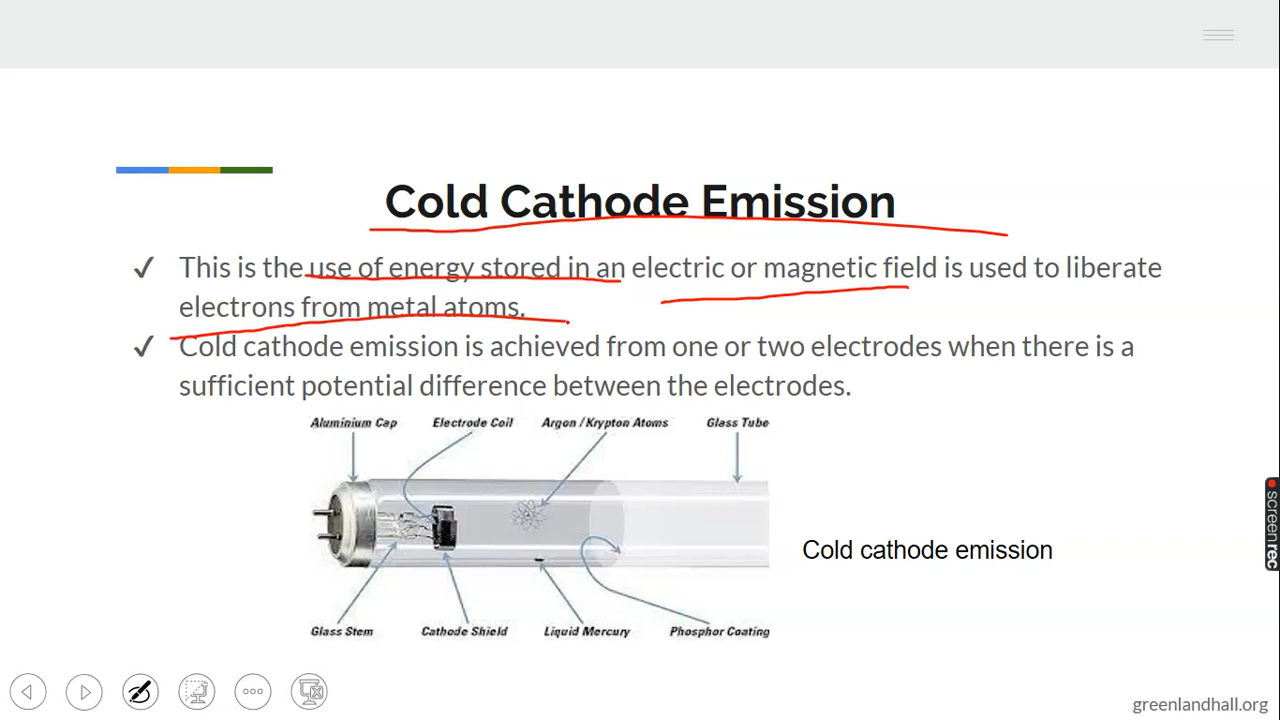 Cold Cathode Emission
✓ This is the use of energy stored in an electric or magnetic field is used to liberate
electrons from metal atoms.
✓ Cold cathode emission is achieved from one or two electrodes when there is a
sufficient potential difference between the electrodes.
Aluminium Cap
Electrode Coil
Argon / Krypton Atoms
Glass Tube
Cold cathode emission
Glass Stem
Cathode Shield
Liquid Mercury
Phosphor Coating
screenrec
greenlandhall.org